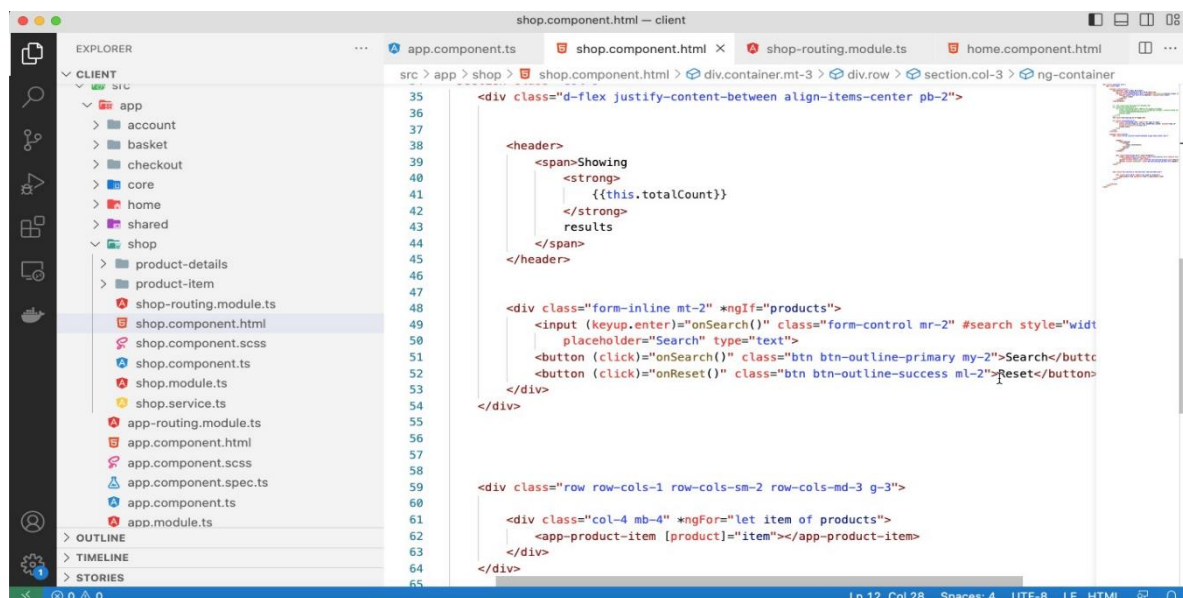 shop.component.html — client
EXPLORER
app.component.ts
shop.component.html
shop-routing.module.ts
home.component.html
CLIENT
src > app > shop > shop.component.html > div.container.mt-3 > div.row > section.col-3 > ng-container
src
app
account
basket
checkout
core
home
shared
shop
product-details
product-item
shop-routing.module.ts
shop.component.html
shop.component.scss
shop.component.ts
shop.module.ts
shop.service.ts
app-routing.module.ts
app.component.html
app.component.scss
app.component.spec.ts
app.component.ts
app.module.ts
OUTLINE
TIMELINE
STORIES
35 <div class="d-flex justify-content-between align-items-center pb-2">
36
37
38 <header>
39 <span>Showing
40 <strong>
41 {{this.totalCount}}
42 </strong>
43 results
44 </span>
45 </header>
46
47
48 <div class="form-inline mt-2" *ngIf="products">
49 <input (keyup.enter)="onSearch()" class="form-control mr-2" #search style="widt
50 placeholder="Search" type="text">
51 <button (click)="onSearch()" class="btn btn-outline-primary my-2">Search</butto
52 <button (click)="onReset()" class="btn btn-outline-success ml-2">Reset</button>
53 </div>
54 </div>
55
56
57
58
59 <div class="row row-cols-1 row-cols-sm-2 row-cols-md-3 g-3">
60
61 <div class="col-4 mb-4" *ngFor="let item of products">
62 <app-product-item [product]="item"></app-product-item>
63 </div>
64 </div>
65
1
0 0
Ln 12, Col 28 Spaces: 4 UTF-8 LF HTML